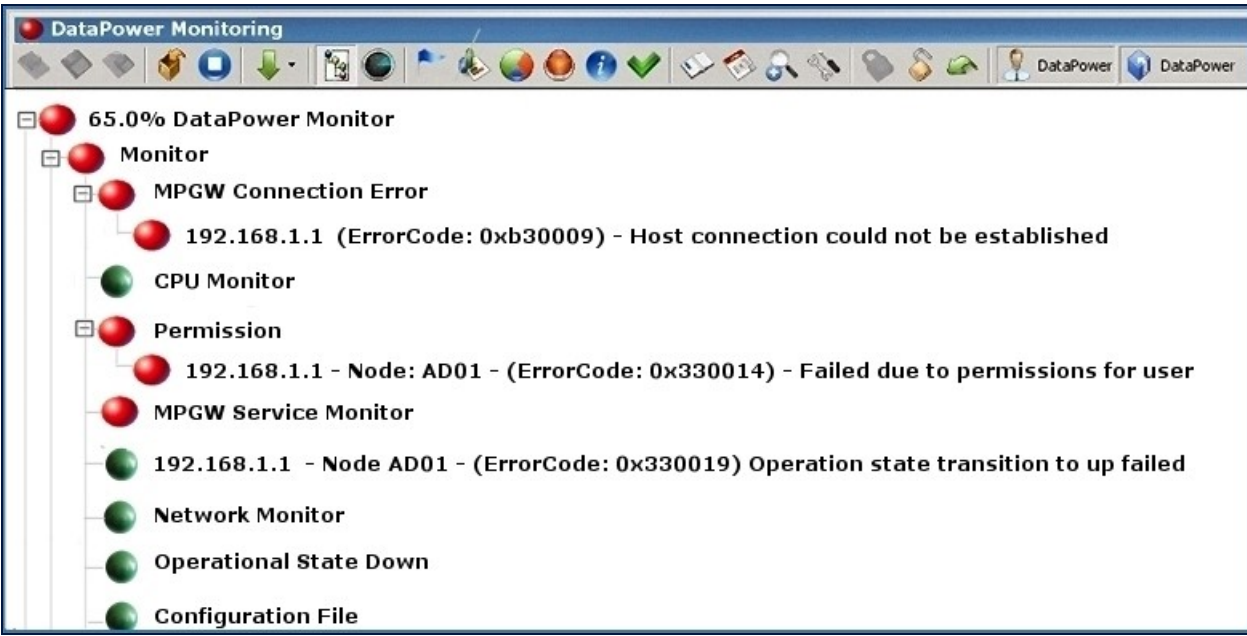 DataPower Monitoring
DataPower DataPower
65.0% DataPower Monitor
Monitor
MPGW Connection Error
192.168.1.1 (ErrorCode: 0xb30009) - Host connection could not be established
CPU Monitor
Permission
192.168.1.1 - Node: AD01 - (ErrorCode: 0x330014) - Failed due to permissions for user
MPGW Service Monitor
192.168.1.1 - Node AD01 - (ErrorCode: 0x330019) Operation state transition to up failed
Network Monitor
Operational State Down
Configuration File